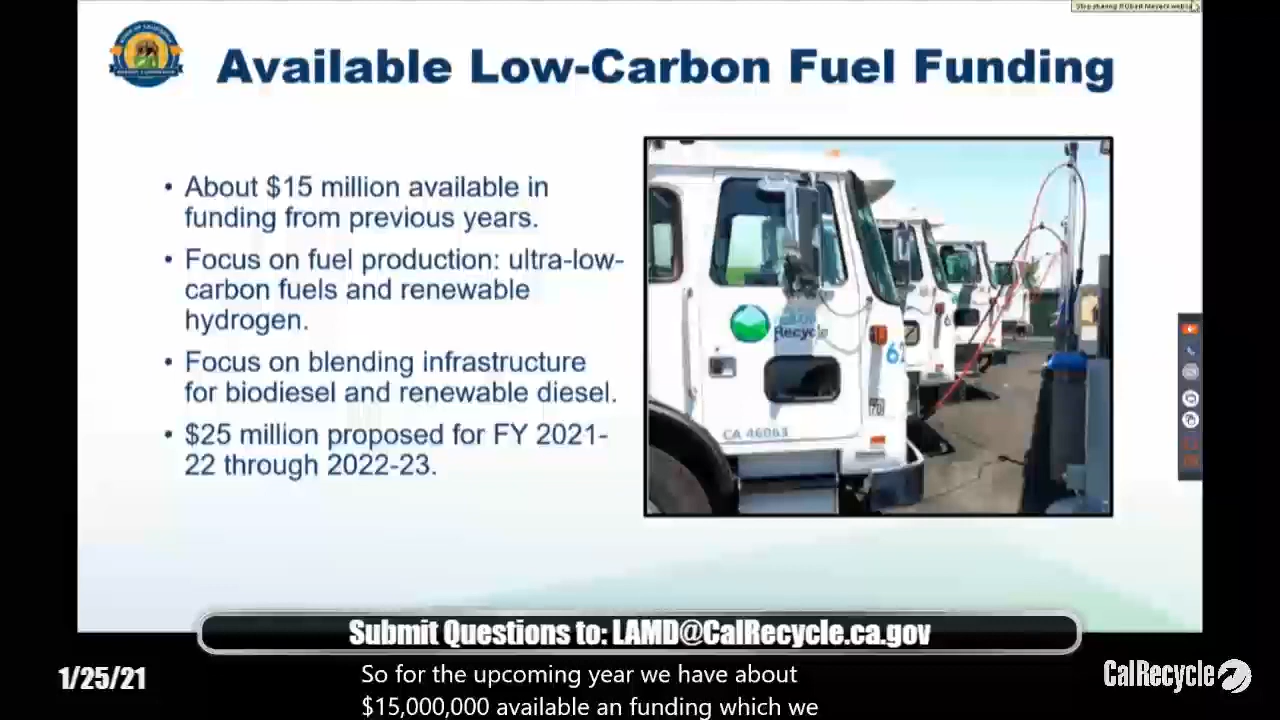 Available Low-Carbon Fuel Funding
• About $15 million available in
funding from previous years.
• Focus on fuel production: ultra-low-
carbon fuels and renewable
hydrogen.
• Focus on blending infrastructure
for biodiesel and renewable diesel.
• $25 million proposed for FY 2021-
22 through 2022-23.
Recycle
CA 46063
Submit Questions to: LAMD@CalRecycle.ca.gov
1/25/21
So for the upcoming year we have about
$15,000,000 available an funding which we
CalRecycle